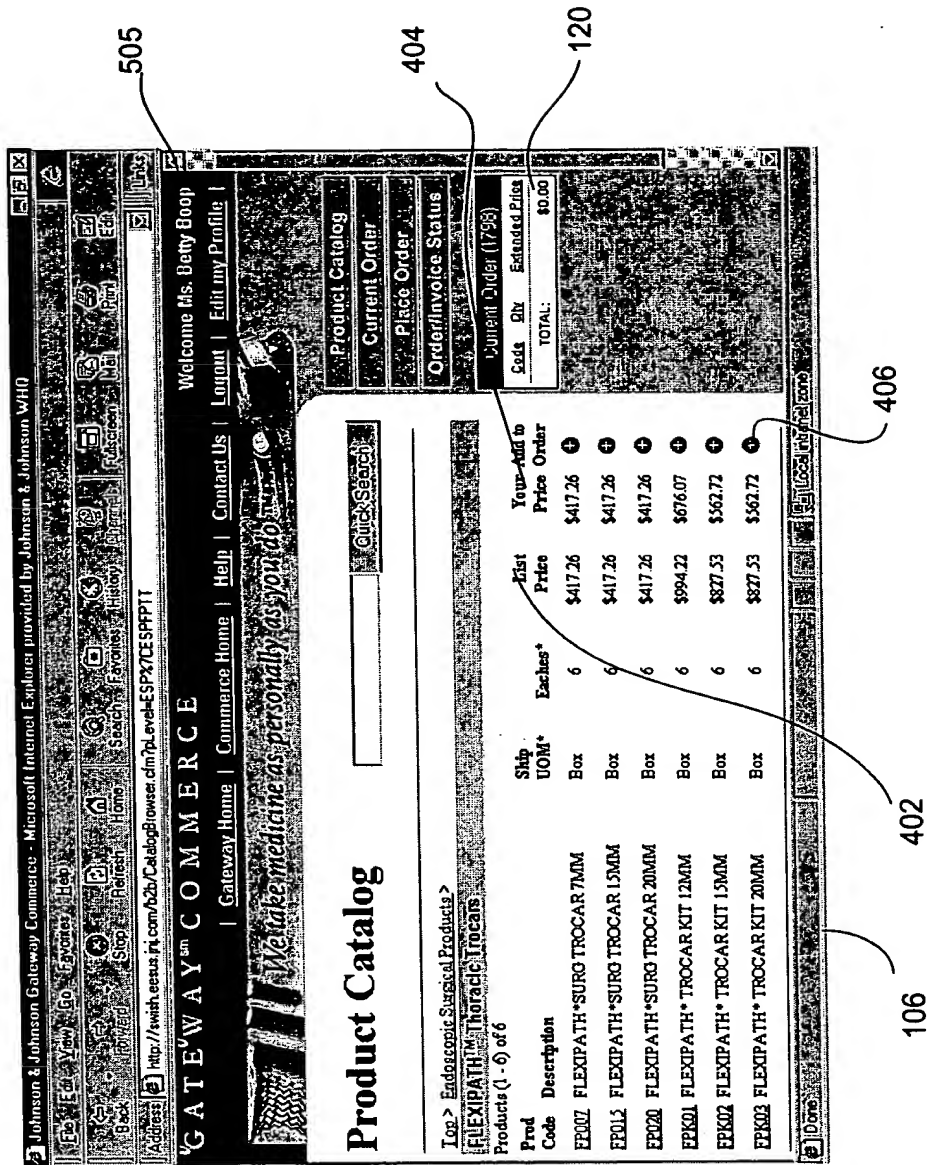 Johnson & Johnson Gateway Commerce - Microsoft Internet Explorer provided by Johnson & Johnson WHQ
File Edit View Go Favorites Help
Back Forward Stop Refresh Home Search Favorites History Channels Fullscreen Mail Print Edit
Address http://swish.eesus.jnj.com/b2b/CatalogBrowser.cfm?pLevel=ESP%7CESPFPTT Links
GATEWAY sm COMMERCE Welcome Ms. Betty Boop
| Gateway Home | Commerce Home | Help | Contact Us | Logout | Edit my Profile |
We take medicine as personally as you do.
Product Catalog
QuickSearch
Product Catalog
Current Order
Place Order
Order/Invoice Status
Current Order (1798)
Code Qty Extended Price
TOTAL: $0.00
Top > Endoscopic Surgical Products >
FLEXIPATH™ Thoracic Trocars
Products (1 - 6) of 6
Prod Code Description Ship UOM* Eaches* List Price Your Price Add to Order
FP007 FLEXIPATH*SURG TROCAR 7MM Box 6 $417.26 $417.26
FP015 FLEXIPATH*SURG TROCAR 15MM Box 6 $417.26 $417.26
FP020 FLEXIPATH*SURG TROCAR 20MM Box 6 $417.26 $417.26
FPK01 FLEXIPATH* TROCAR KIT 12MM Box 6 $994.22 $676.07
FPK02 FLEXIPATH* TROCAR KIT 15MM Box 6 $827.53 $562.72
FPK03 FLEXIPATH* TROCAR KIT 20MM Box 6 $827.53 $562.72
Done Local intranet zone
505
404
120
106
402
406